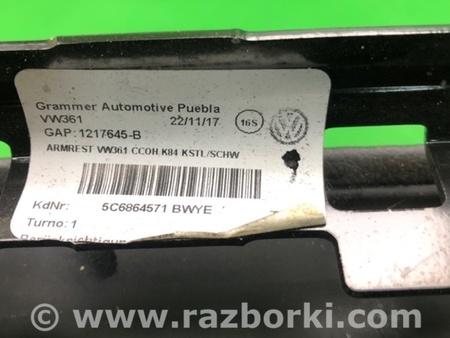 Grammer Automotive Puebla
VW361 22/11/17 16S
GAP: 1217645-B
ARMREST VW361 CCOH K84 KSTL/SCHW
KdNr: 5C6864571 BWYE
Turno: 1
Berücksichtigung
© www.razborki.com